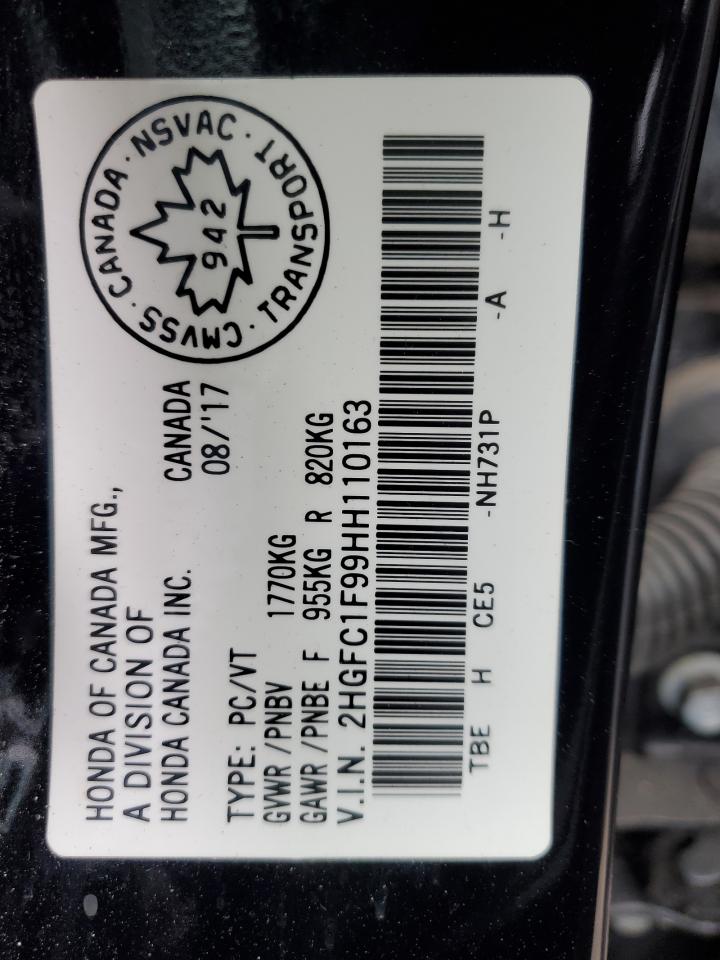 HONDA OF CANADA MFG.,
A DIVISION OF
HONDA CANADA INC. CANADA
08/'17
TYPE: PC/VT
GVWR /PNBV 1770KG
GAWR /PNBE F 955KG R 820KG
V.I.N. 2HGFC1F99HH110163
TBE H CE5 -NH731P -A -H
CMVSS · CANADA · NSVAC · TRANSPORT ·
942